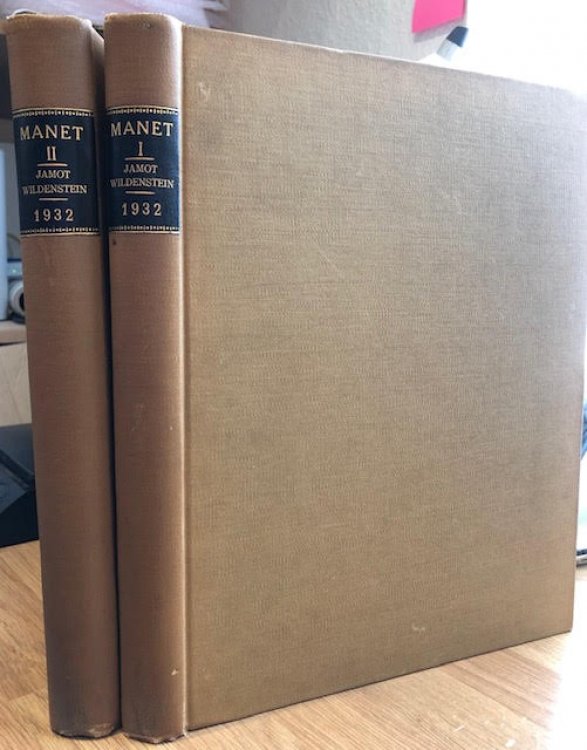 MANET
II
JAMOT
WILDENSTEIN
1932
MANET
I
JAMOT
WILDENSTEIN
1932